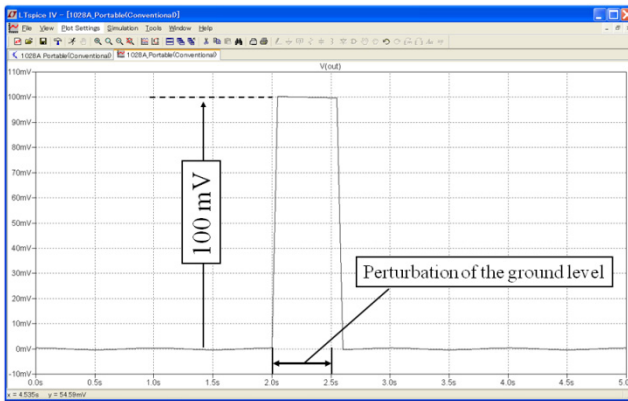 LTspice IV - [1028A_Portable(Conventional)]
File View Plot Settings Simulation Tools Window Help
1028A Portable(Conventional) 1028A_Portable(Conventional)
V(out)
110mV
100mV
90mV
80mV
70mV
60mV
50mV
40mV
30mV
20mV
10mV
0mV
-10mV
100 mV
Perturbation of the ground level
0.0s 0.5s 1.0s 1.5s 2.0s 2.5s 3.0s 3.5s 4.0s 4.5s 5.0s
x = 4.535s y = 54.59mV